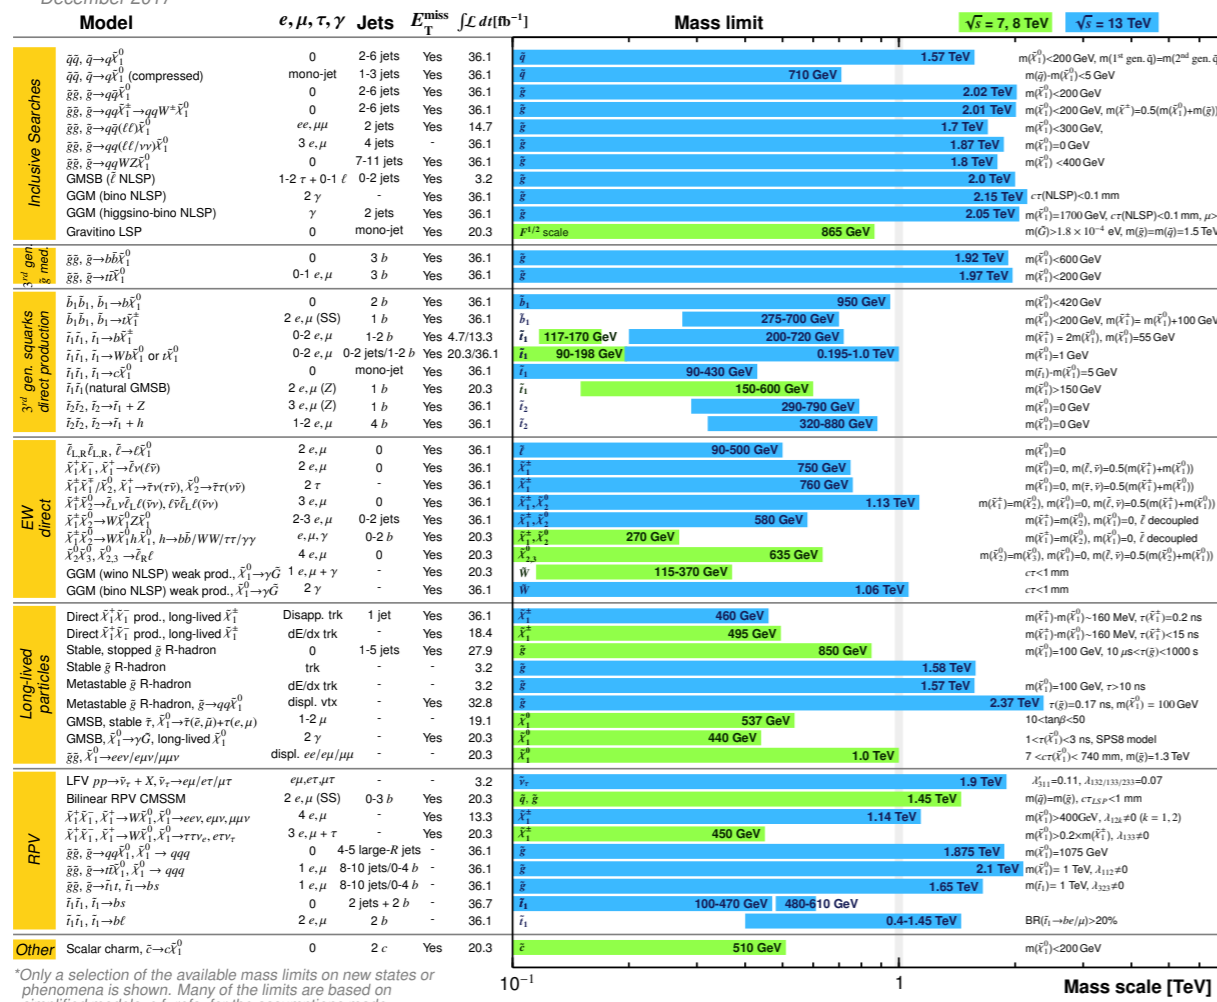 December 2017
Model e, μ, τ, γ Jets E_T^miss ∫L dt[fb⁻¹] Mass limit √s = 7, 8 TeV √s = 13 TeV
Inclusive Searches
q̃q̃, q̃→qχ̃₁⁰ 0 2-6 jets Yes 36.1 q̃ 1.57 TeV m(χ̃₁⁰)<200 GeV, m(1ˢᵗ gen. q̃)=m(2ⁿᵈ gen. q̃
q̃q̃, q̃→qχ̃₁⁰ (compressed) mono-jet 1-3 jets Yes 36.1 q̃ 710 GeV m(q̃)-m(χ̃₁⁰)<5 GeV
g̃g̃, g̃→qq̄χ̃₁⁰ 0 2-6 jets Yes 36.1 g̃ 2.02 TeV m(χ̃₁⁰)<200 GeV
g̃g̃, g̃→qqχ̃₁±→qqW±χ̃₁⁰ 0 2-6 jets Yes 36.1 g̃ 2.01 TeV m(χ̃₁⁰)<200 GeV, m(χ̃±)=0.5(m(χ̃₁⁰)+m(g̃))
g̃g̃, g̃→qq̄(ℓℓ)χ̃₁⁰ ee, μμ 2 jets Yes 14.7 g̃ 1.7 TeV m(χ̃₁⁰)<300 GeV,
g̃g̃, g̃→qq(ℓℓ/νν)χ̃₁⁰ 3 e, μ 4 jets - 36.1 g̃ 1.87 TeV m(χ̃₁⁰)=0 GeV
g̃g̃, g̃→qqWZχ̃₁⁰ 0 7-11 jets Yes 36.1 g̃ 1.8 TeV m(χ̃₁⁰) <400 GeV
GMSB (ℓ̃ NLSP) 1-2 τ + 0-1 ℓ 0-2 jets Yes 3.2 g̃ 2.0 TeV
GGM (bino NLSP) 2 γ - Yes 36.1 g̃ 2.15 TeV cτ(NLSP)<0.1 mm
GGM (higgsino-bino NLSP) γ 2 jets Yes 36.1 g̃ 2.05 TeV m(χ̃₁⁰)=1700 GeV, cτ(NLSP)<0.1 mm, μ>
Gravitino LSP 0 mono-jet Yes 20.3 F^1/2 scale 865 GeV m(G̃)>1.8 × 10⁻⁴ eV, m(g̃)=m(q̃)=1.5 TeV
3ʳᵈ gen. g̃ med.
g̃g̃, g̃→bb̄χ̃₁⁰ 0 3 b Yes 36.1 g̃ 1.92 TeV m(χ̃₁⁰)<600 GeV
g̃g̃, g̃→tt̄χ̃₁⁰ 0-1 e, μ 3 b Yes 36.1 g̃ 1.97 TeV m(χ̃₁⁰)<200 GeV
3ʳᵈ gen. squarks direct production
b̃₁b̃₁, b̃₁→bχ̃₁⁰ 0 2 b Yes 36.1 b̃₁ 950 GeV m(χ̃₁⁰)<420 GeV
b̃₁b̃₁, b̃₁→tχ̃₁± 2 e, μ (SS) 1 b Yes 36.1 b̃₁ 275-700 GeV m(χ̃₁⁰)<200 GeV, m(χ̃₁±)= m(χ̃₁⁰)+100 GeV
t̃₁t̃₁, t̃₁→bχ̃₁± 0-2 e, μ 1-2 b Yes 4.7/13.3 t̃₁ 117-170 GeV 200-720 GeV m(χ̃₁±) = 2m(χ̃₁⁰), m(χ̃₁⁰)=55 GeV
t̃₁t̃₁, t̃₁→Wbχ̃₁⁰ or tχ̃₁⁰ 0-2 e, μ 0-2 jets/1-2 b Yes 20.3/36.1 t̃₁ 90-198 GeV 0.195-1.0 TeV m(χ̃₁⁰)=1 GeV
t̃₁t̃₁, t̃₁→cχ̃₁⁰ 0 mono-jet Yes 36.1 t̃₁ 90-430 GeV m(t̃₁)-m(χ̃₁⁰)=5 GeV
t̃₁t̃₁(natural GMSB) 2 e, μ (Z) 1 b Yes 20.3 t̃₁ 150-600 GeV m(χ̃₁⁰)>150 GeV
t̃₂t̃₂, t̃₂→t̃₁ + Z 3 e, μ (Z) 1 b Yes 36.1 t̃₂ 290-790 GeV m(χ̃₁⁰)=0 GeV
t̃₂t̃₂, t̃₂→t̃₁ + h 1-2 e, μ 4 b Yes 36.1 t̃₂ 320-880 GeV m(χ̃₁⁰)=0 GeV
EW direct
ℓ̃_L,R ℓ̃_L,R, ℓ̃→ℓχ̃₁⁰ 2 e, μ 0 Yes 36.1 ℓ̃ 90-500 GeV m(χ̃₁⁰)=0
χ̃₁⁺χ̃₁⁻, χ̃₁⁺→ℓ̃ν(ℓν̃) 2 e, μ 0 Yes 36.1 χ̃₁± 750 GeV m(χ̃₁⁰)=0, m(ℓ̃, ν̃)=0.5(m(χ̃₁±)+m(χ̃₁⁰))
χ̃₁±χ̃₁∓/χ̃₂⁰, χ̃₁⁺→τ̃ν(τν̃), χ̃₂⁰→τ̃τ(νν̃) 2 τ - Yes 36.1 χ̃₁± 760 GeV m(χ̃₁⁰)=0, m(τ̃, ν̃)=0.5(m(χ̃₁±)+m(χ̃₁⁰))
χ̃₁±χ̃₂⁰→ℓ̃_Lνℓ̃_Lℓ(ν̃ν), ℓν̃ℓ̃_Lℓ(ν̃ν) 3 e, μ 0 Yes 36.1 χ̃₁±, χ̃₂⁰ 1.13 TeV m(χ̃₁±)=m(χ̃₂⁰), m(χ̃₁⁰)=0, m(ℓ̃, ν̃)=0.5(m(χ̃₁±)+m(χ̃₁⁰))
χ̃₁±χ̃₂⁰→Wχ̃₁⁰Zχ̃₁⁰ 2-3 e, μ 0-2 jets Yes 36.1 χ̃₁±, χ̃₂⁰ 580 GeV m(χ̃₁±)=m(χ̃₂⁰), m(χ̃₁⁰)=0, ℓ̃ decoupled
χ̃₁±χ̃₂⁰→Wχ̃₁⁰hχ̃₁⁰, h→bb̄/WW/ττ/γγ e, μ, γ 0-2 b Yes 20.3 χ̃₁±, χ̃₂⁰ 270 GeV m(χ̃₁±)=m(χ̃₂⁰), m(χ̃₁⁰)=0, ℓ̃ decoupled
χ̃₂⁰χ̃₃⁰, χ̃₂,₃⁰→ℓ̃_Rℓ 4 e, μ 0 Yes 20.3 χ̃₂,₃⁰ 635 GeV m(χ̃₂⁰)=m(χ̃₃⁰), m(χ̃₁⁰)=0, m(ℓ̃, ν̃)=0.5(m(χ̃₂⁰)+m(χ̃₁⁰))
GGM (wino NLSP) weak prod., χ̃₁⁰→γG̃ 1 e, μ + γ - Yes 20.3 W̃ 115-370 GeV cτ<1 mm
GGM (bino NLSP) weak prod., χ̃₁⁰→γG̃ 2 γ - Yes 36.1 W̃ 1.06 TeV cτ<1 mm
Long-lived particles
Direct χ̃₁⁺χ̃₁⁻ prod., long-lived χ̃₁± Disapp. trk 1 jet Yes 36.1 χ̃₁± 460 GeV m(χ̃₁±)-m(χ̃₁⁰)~160 MeV, τ(χ̃₁±)=0.2 ns
Direct χ̃₁⁺χ̃₁⁻ prod., long-lived χ̃₁± dE/dx trk - Yes 18.4 χ̃₁± 495 GeV m(χ̃₁±)-m(χ̃₁⁰)~160 MeV, τ(χ̃₁±)<15 ns
Stable, stopped g̃ R-hadron 0 1-5 jets Yes 27.9 g̃ 850 GeV m(χ̃₁⁰)=100 GeV, 10 μs<τ(g̃)<1000 s
Stable g̃ R-hadron trk - - 3.2 g̃ 1.58 TeV
Metastable g̃ R-hadron dE/dx trk - - 3.2 g̃ 1.57 TeV m(χ̃₁⁰)=100 GeV, τ>10 ns
Metastable g̃ R-hadron, g̃→qqχ̃₁⁰ displ. vtx - Yes 32.8 g̃ 2.37 TeV τ(g̃)=0.17 ns, m(χ̃₁⁰) = 100 GeV
GMSB, stable τ̃, χ̃₁⁰→τ̃(ẽ, μ̃)+τ(e, μ) 1-2 μ - - 19.1 χ̃₁⁰ 537 GeV 10<tanβ<50
GMSB, χ̃₁⁰→γG̃, long-lived χ̃₁⁰ 2 γ - Yes 20.3 χ̃₁⁰ 440 GeV 1<τ(χ̃₁⁰)<3 ns, SPS8 model
g̃g̃, χ̃₁⁰→eeν/eμν/μμν displ. ee/eμ/μμ - - 20.3 χ̃₁⁰ 1.0 TeV 7 <cτ(χ̃₁⁰)< 740 mm, m(g̃)=1.3 TeV
RPV
LFV pp→ν̃_τ + X, ν̃_τ→eμ/eτ/μτ eμ,eτ,μτ - - 3.2 ν̃_τ 1.9 TeV λ'₃₁₁=0.11, λ₁₃₂/₁₃₃/₂₃₃=0.07
Bilinear RPV CMSSM 2 e, μ (SS) 0-3 b Yes 20.3 q̃, g̃ 1.45 TeV m(q̃)=m(g̃), cτ_LSP<1 mm
χ̃₁⁺χ̃₁⁻, χ̃₁⁺→Wχ̃₁⁰, χ̃₁⁰→eeν, eμν, μμν 4 e, μ - Yes 13.3 χ̃₁± 1.14 TeV m(χ̃₁⁰)>400GeV, λ₁₂ₖ≠0 (k = 1, 2)
χ̃₁⁺χ̃₁⁻, χ̃₁⁺→Wχ̃₁⁰, χ̃₁⁰→ττν_e, eτν_τ 3 e, μ + τ - Yes 20.3 χ̃₁± 450 GeV m(χ̃₁⁰)>0.2×m(χ̃₁±), λ₁₃₃≠0
g̃g̃, g̃→qqχ̃₁⁰, χ̃₁⁰ → qqq 0 4-5 large-R jets - 36.1 g̃ 1.875 TeV m(χ̃₁⁰)=1075 GeV
g̃g̃, g̃→tt̄χ̃₁⁰, χ̃₁⁰ → qqq 1 e, μ 8-10 jets/0-4 b - 36.1 g̃ 2.1 TeV m(χ̃₁⁰)= 1 TeV, λ₁₁₂≠0
g̃g̃, g̃→t̃₁t, t̃₁→bs 1 e, μ 8-10 jets/0-4 b - 36.1 g̃ 1.65 TeV m(t̃₁)= 1 TeV, λ₃₂₃≠0
t̃₁t̃₁, t̃₁→bs 0 2 jets + 2 b - 36.7 t̃₁ 100-470 GeV 480-610 GeV
t̃₁t̃₁, t̃₁→bℓ 2 e, μ 2 b - 36.1 t̃₁ 0.4-1.45 TeV BR(t̃₁→be/μ)>20%
Other
Scalar charm, c̃→cχ̃₁⁰ 0 2 c Yes 20.3 c̃ 510 GeV m(χ̃₁⁰)<200 GeV
10⁻¹ 1 Mass scale [TeV]
*Only a selection of the available mass limits on new states or
phenomena is shown. Many of the limits are based on